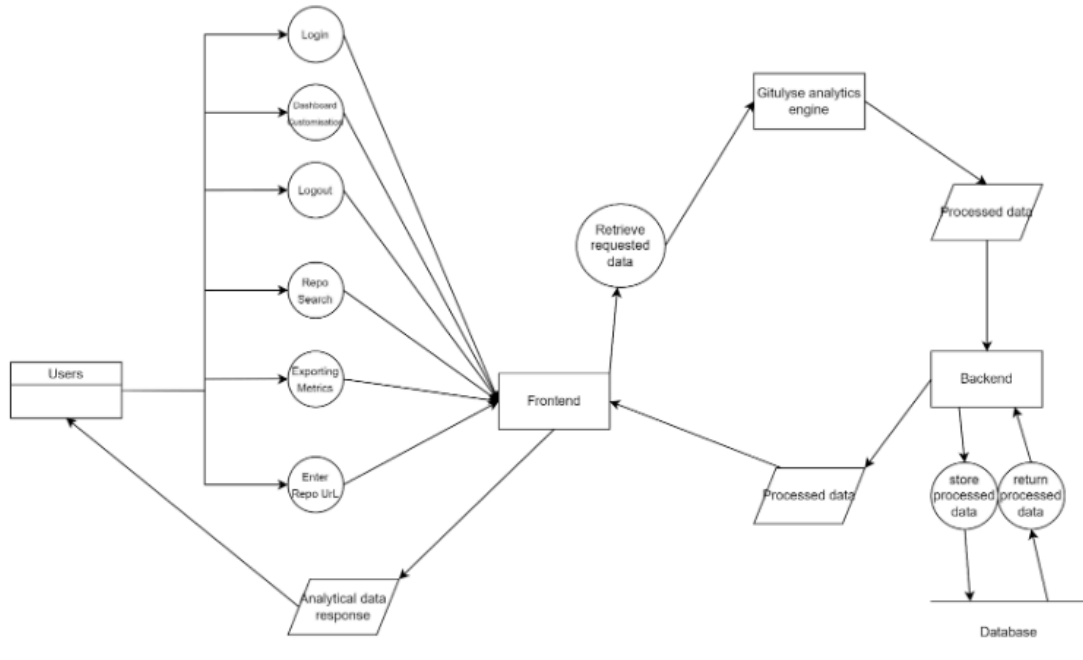 Login
Dashboard
Customisation
Logout
Repo
Search
Exporting
Metrics
Enter
Repo UrL
Users
Frontend
Analytical data
response
Retrieve
requested
data
Gitulyse analytics
engine
Processed data
Backend
Processed data
store
processed
data
return
processed
data
Database